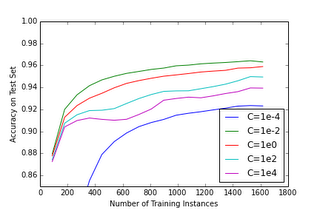 1.00
0.98
0.96
0.94
0.92
0.90
0.88
0.86
Accuracy on Test Set
0 200 400 600 800 1000 1200 1400 1600 1800
Number of Training Instances
C=1e-4
C=1e-2
C=1e0
C=1e2
C=1e4